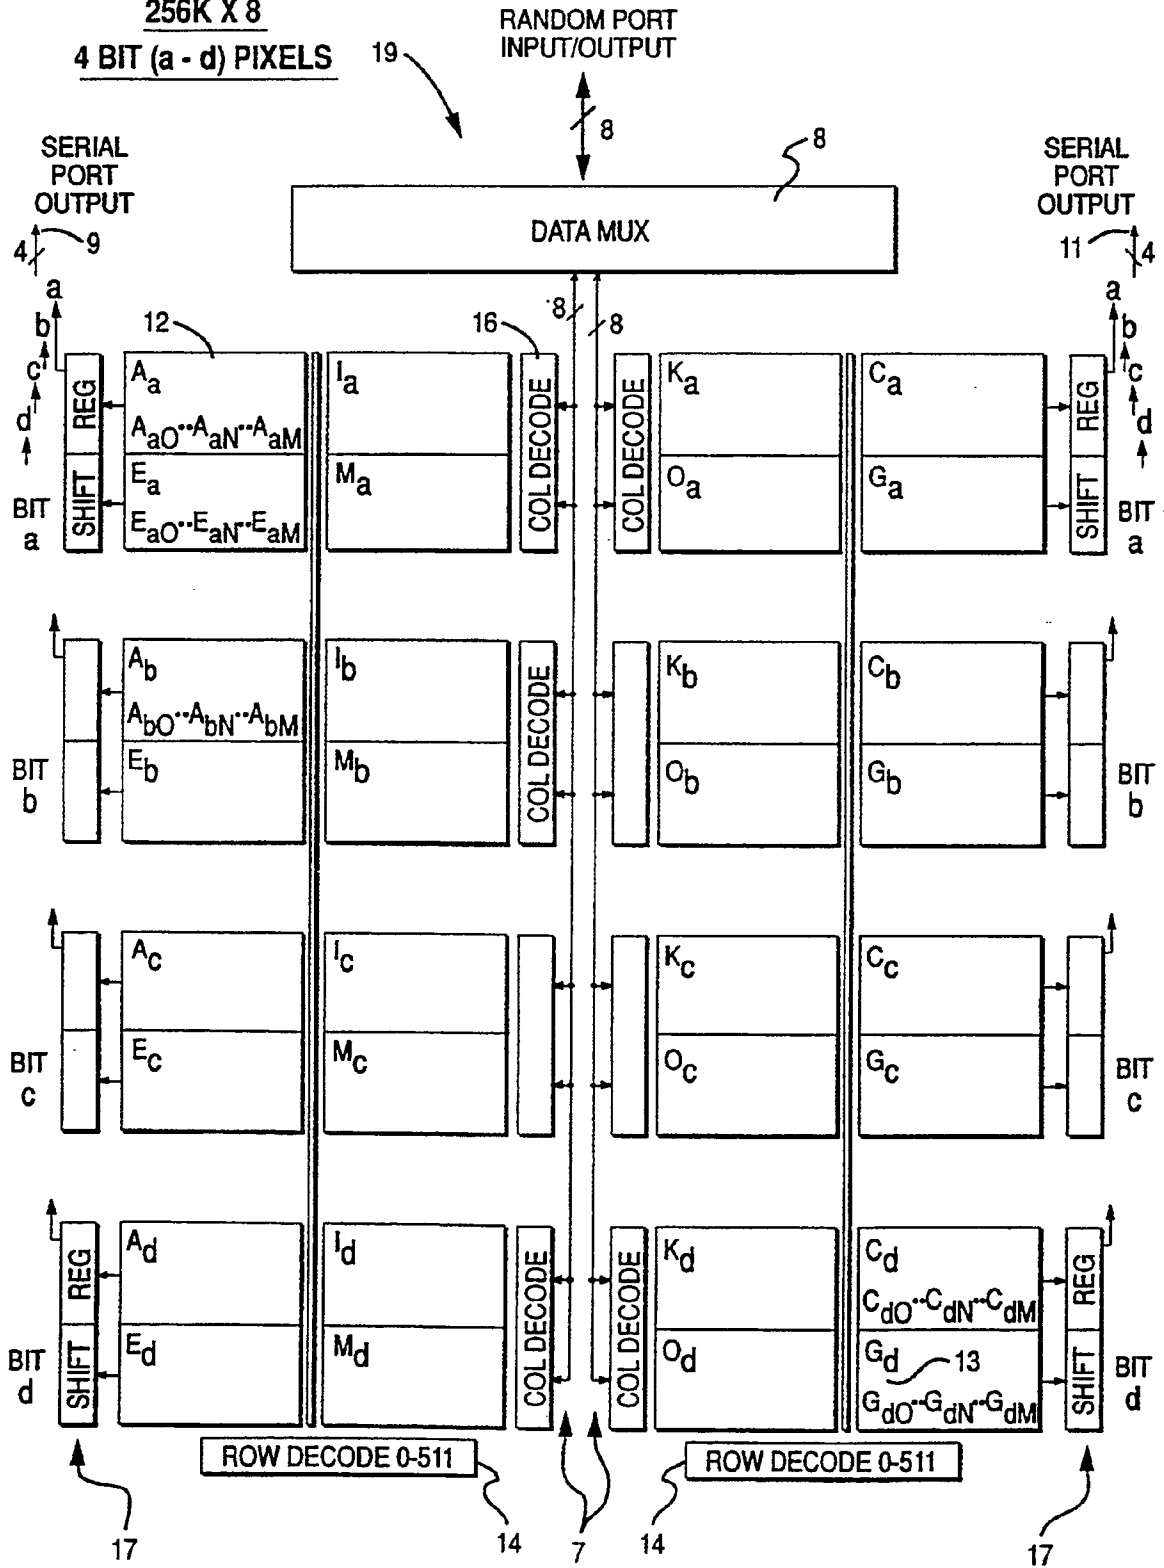 256K X 8
4 BIT (a - d) PIXELS
19
RANDOM PORT
INPUT/OUTPUT
8
8
SERIAL
PORT
OUTPUT
9
4
SERIAL
PORT
OUTPUT
11
4
DATA MUX
8
8
a
b
c
d
a
b
c
d
12
16
BIT
a
SHIFT REG
Aa
AaO··AaN··AaM
Ea
EaO··EaN··EaM
Ia
Ma
COL DECODE
COL DECODE
Ka
Oa
Ca
Ga
SHIFT REG
BIT
a
BIT
b
Ab
AbO··AbN··AbM
Eb
Ib
Mb
COL DECODE
Kb
Ob
Cb
Gb
BIT
b
BIT
c
Ac
Ec
Ic
Mc
Kc
Oc
Cc
Gc
BIT
c
BIT
d
SHIFT REG
Ad
Ed
Id
Md
COL DECODE
COL DECODE
Kd
Od
Cd
CdO··CdN··CdM
Gd
13
GdO··GdN··GdM
SHIFT REG
BIT
d
ROW DECODE 0-511
ROW DECODE 0-511
17
14
7
14
17